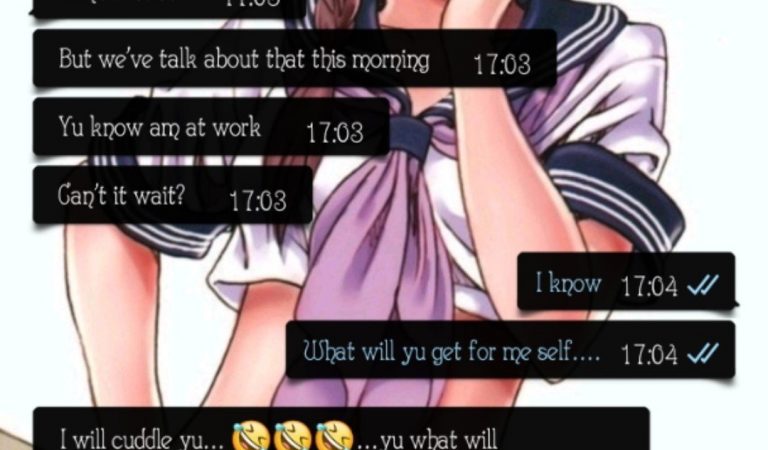 17:03
But we've talk about that this morning 17:03
Yu know am at work 17:03
Can't it wait? 17:03
I know 17:04
What will yu get for me self.... 17:04
I will cuddle yu... 🤣🤣🤣...yu what will